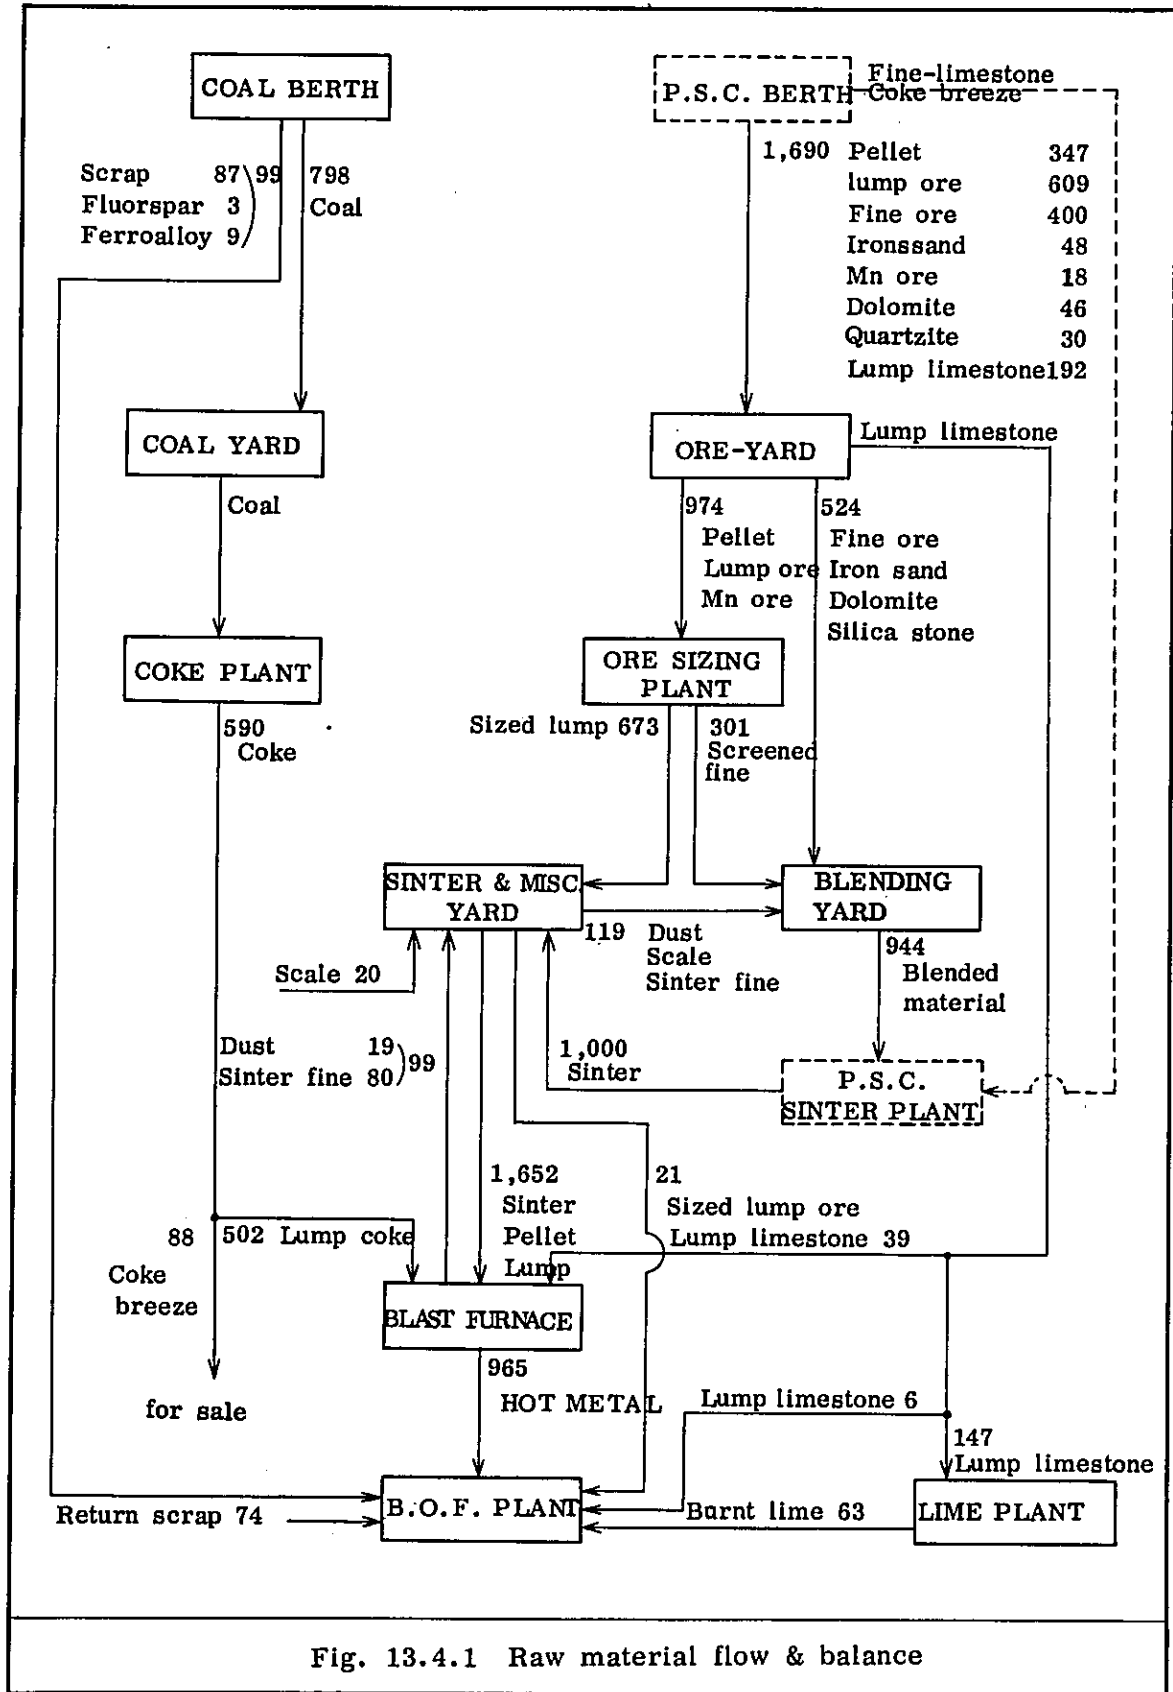 COAL BERTH
P.S.C. BERTH
Fine-limestone
Coke breeze
Scrap 87
Fluorspar 3
Ferroalloy 9
99
798
Coal
1,690
Pellet 347
lump ore 609
Fine ore 400
Ironssand 48
Mn ore 18
Dolomite 46
Quartzite 30
Lump limestone 192
COAL YARD
ORE-YARD
Lump limestone
Coal
974
Pellet
Lump ore
Mn ore
524
Fine ore
Iron sand
Dolomite
Silica stone
COKE PLANT
ORE SIZING
PLANT
590
Coke
Sized lump 673
301
Screened
fine
SINTER & MISC
YARD
BLENDING
YARD
119 Dust
Scale
Sinter fine
944
Blended
material
Scale 20
Dust 19
Sinter fine 80
99
1,000
Sinter
P.S.C.
SINTER PLANT
1,652
Sinter
Pellet
Lump
21
Sized lump ore
Lump limestone 39
88
Coke
breeze
502 Lump coke
BLAST FURNACE
965
HOT METAL
for sale
Lump limestone 6
147
Lump limestone
Return scrap 74
B.O.F. PLANT
Burnt lime 63
LIME PLANT
Fig. 13.4.1 Raw material flow & balance